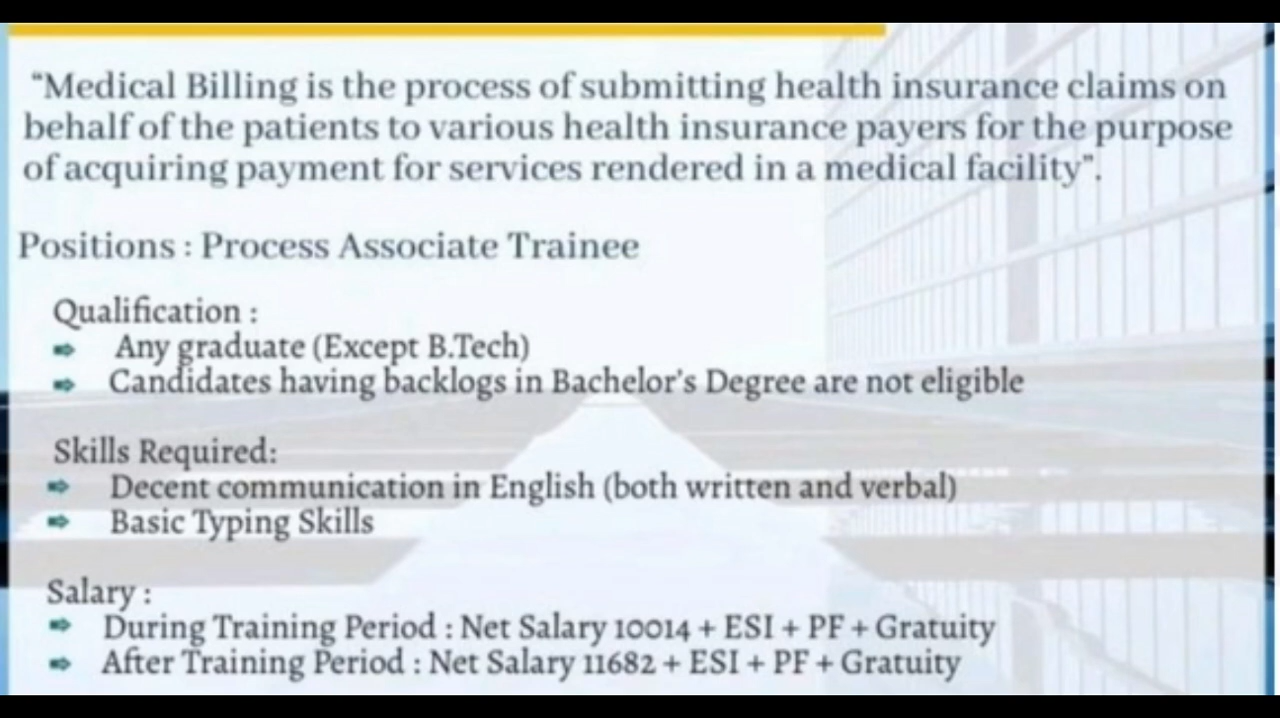 “Medical Billing is the process of submitting health insurance claims on
behalf of the patients to various health insurance payers for the purpose
of acquiring payment for services rendered in a medical facility”.
Positions : Process Associate Trainee
Qualification :
➨ Any graduate (Except B.Tech)
➨ Candidates having backlogs in Bachelor’s Degree are not eligible
Skills Required:
➨ Decent communication in English (both written and verbal)
➨ Basic Typing Skills
Salary :
➨ During Training Period : Net Salary 10014 + ESI + PF + Gratuity
➨ After Training Period : Net Salary 11682 + ESI + PF + Gratuity